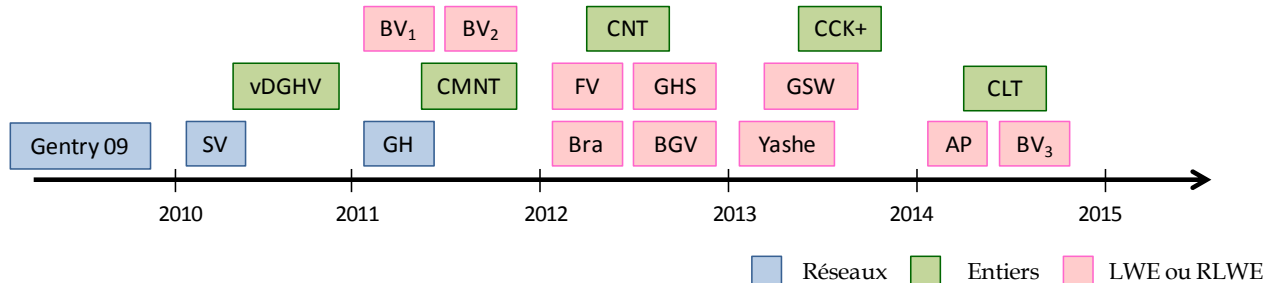 BV₁ BV₂ CNT CCK+
vDGHV CMNT FV GHS GSW CLT
Gentry 09 SV GH Bra BGV Yashe AP BV₃
2010 2011 2012 2013 2014 2015
Réseaux Entiers LWE ou RLWE